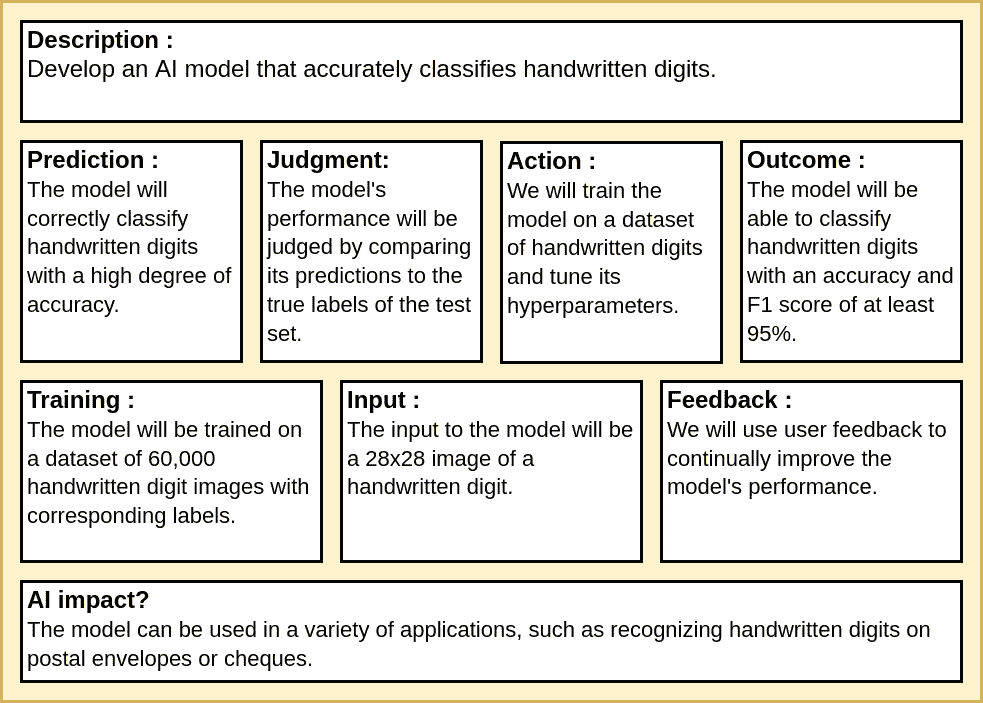 Description :
Develop an AI model that accurately classifies handwritten digits.
Prediction :
The model will
correctly classify
handwritten digits
with a high degree of
accuracy.
Judgment:
The model's
performance will be
judged by comparing
its predictions to the
true labels of the test
set.
Action :
We will train the
model on a dataset
of handwritten digits
and tune its
hyperparameters.
Outcome :
The model will be
able to classify
handwritten digits
with an accuracy and
F1 score of at least
95%.
Training :
The model will be trained on
a dataset of 60,000
handwritten digit images with
corresponding labels.
Input :
The input to the model will be
a 28x28 image of a
handwritten digit.
Feedback :
We will use user feedback to
continually improve the
model's performance.
AI impact?
The model can be used in a variety of applications, such as recognizing handwritten digits on
postal envelopes or cheques.